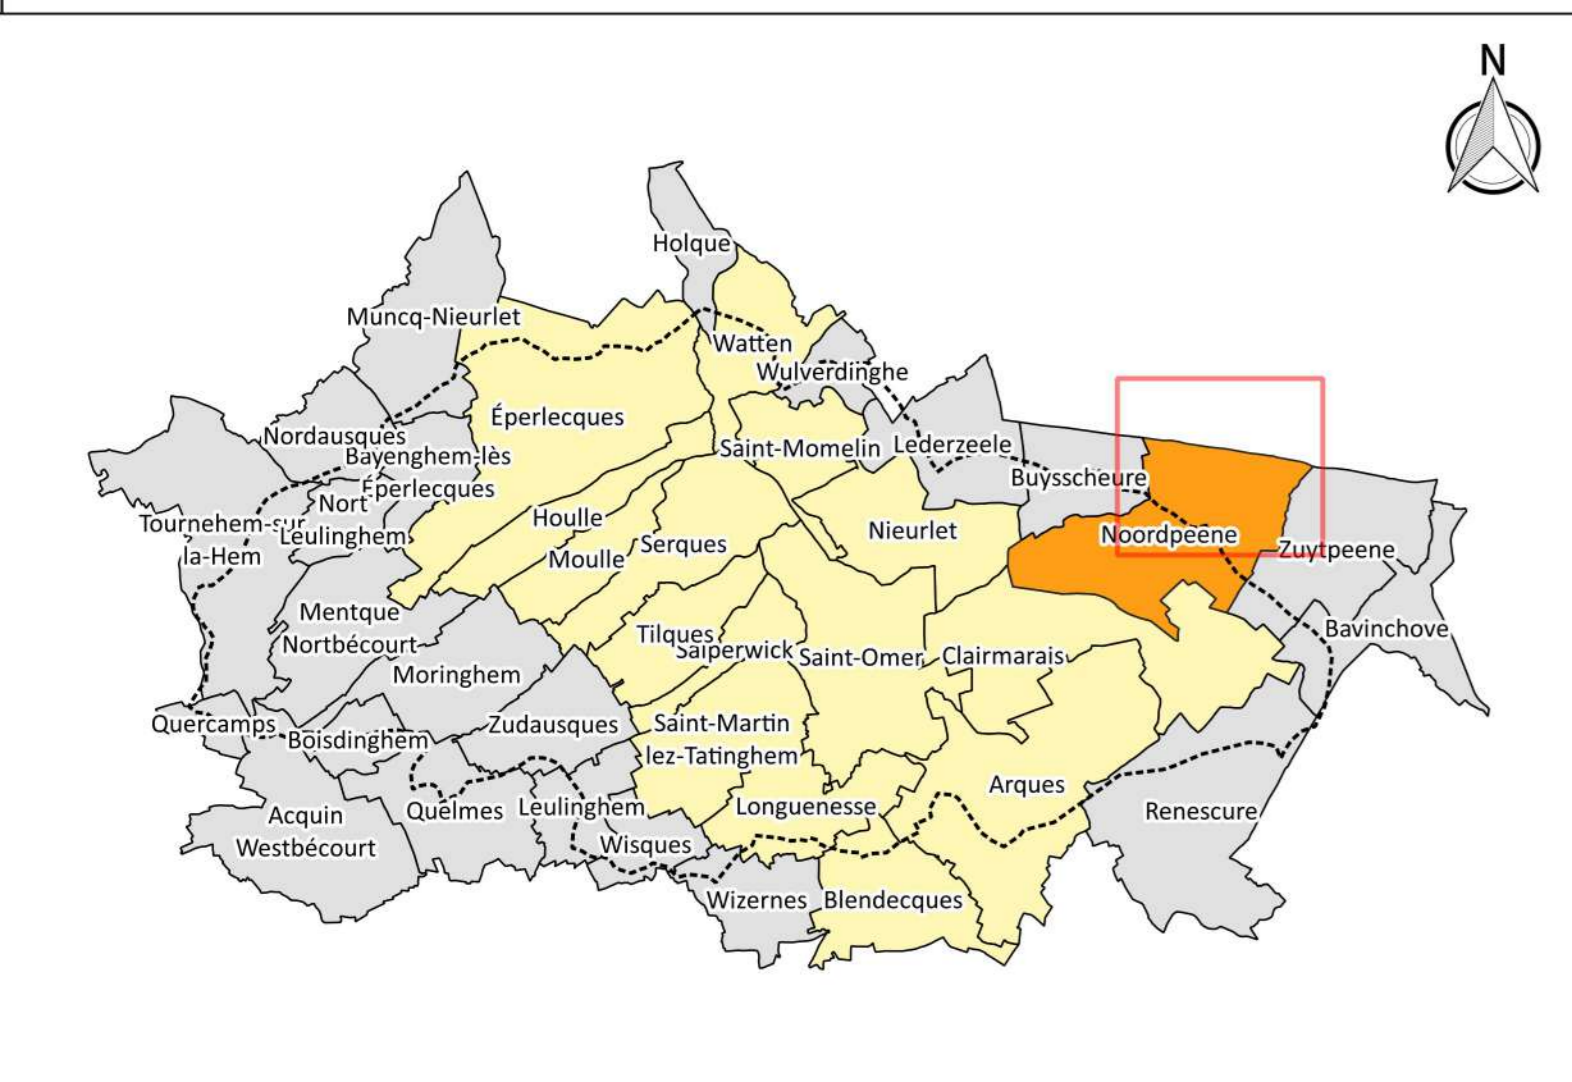 N
Holque
Muncq-Nieurlet
Watten
Wulverdinghe
Éperlecques
Nordausques
Saint-Momelin
Lederzeele
Bayenghem-lès
Éperlecques
Buysscheure
Nort
Leulinghem
Houlle
Tournehem-sur
la-Hem
Nieurlet
Noordpeene
Serques
Moulle
Zuytpeene
Mentque
Nortbécourt
Tilques
Bavinchove
Salperwick
Saint-Omer
Clairmarais
Moringhem
Quercamps
Zudausques
Saint-Martin
lez-Tatinghem
Boisdinghem
Arques
Longuenesse
Leulinghem
Quelmes
Renescure
Acquin
Westbécourt
Wisques
Wizernes
Blendecques